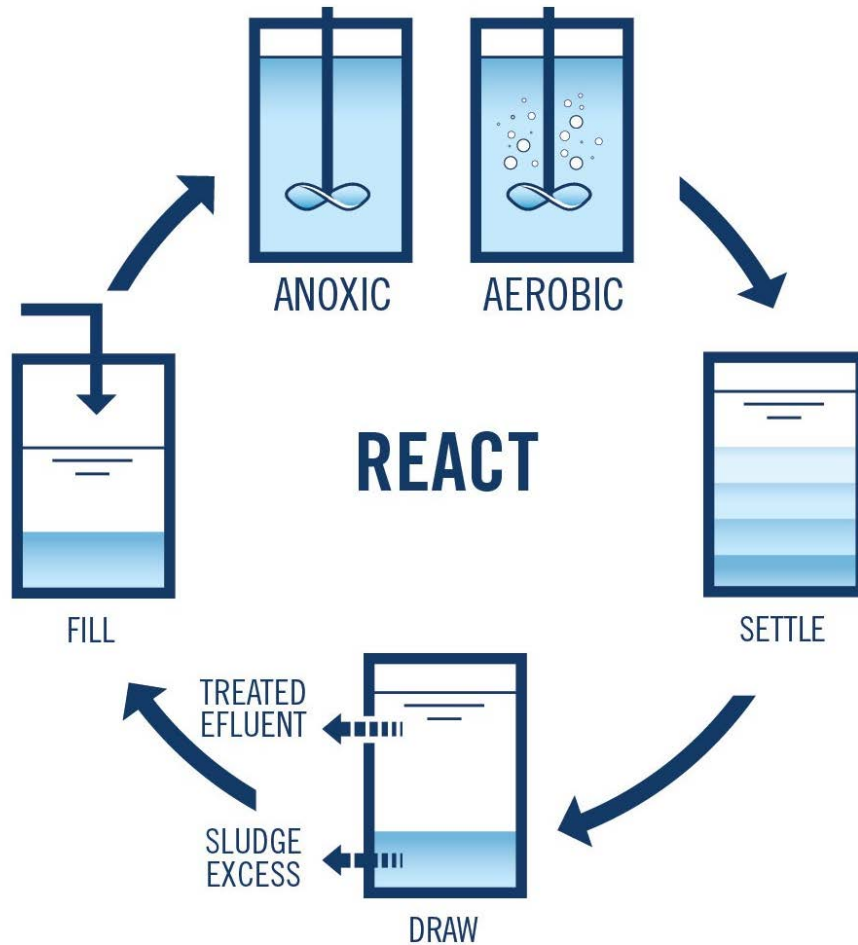 ANOXIC
AEROBIC
REACT
FILL
SETTLE
TREATED
EFLUENT
SLUDGE
EXCESS
DRAW